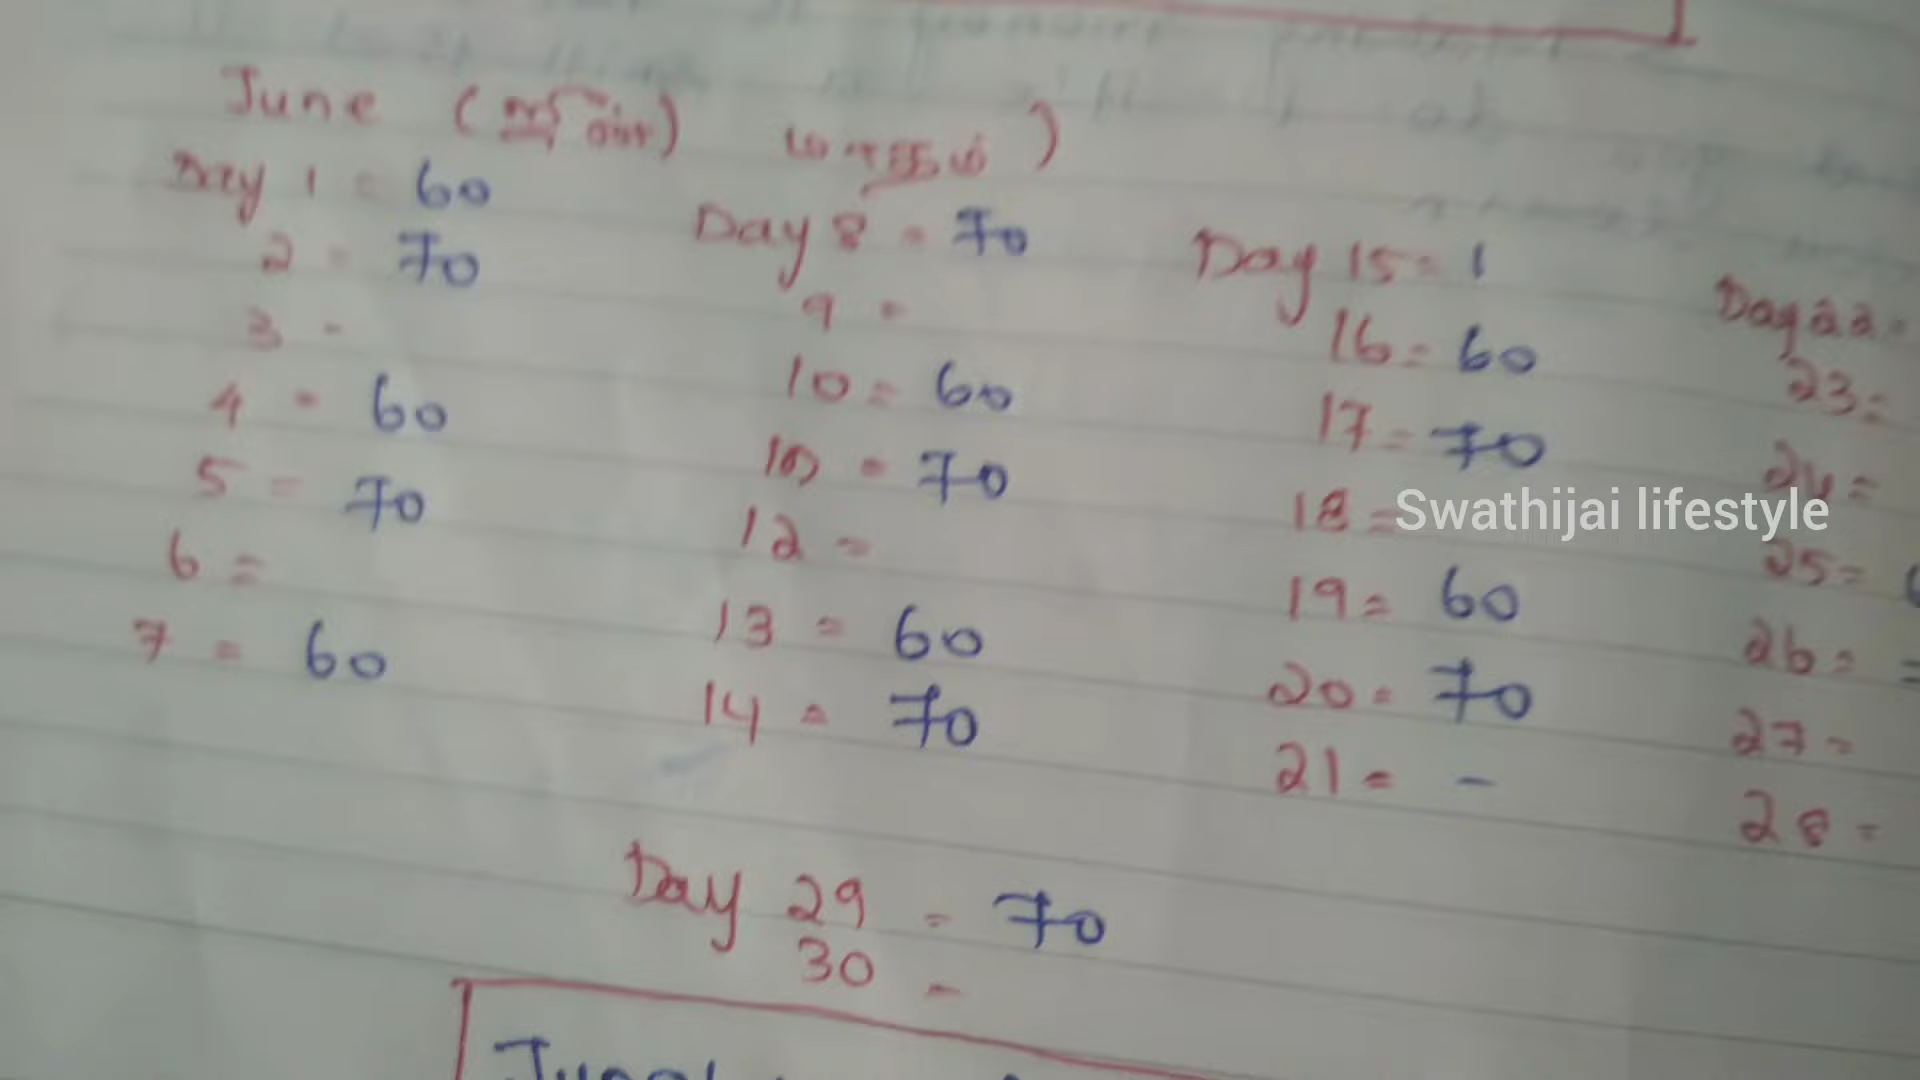 June (
Day 1 = 60
2 = 70
3 -
4 = 60
5 = 70
6 =
7 = 60
Day 8 = 70
9 =
10 = 60
= 70
12 =
13 = 60
14 = 70
Day 15 = 1
16 = 60
17 = 70
18 =
19 = 60
20 = 70
21 = -
Day 22 =
23 =
24 =
25 =
26 =
27 =
28 =
Day 29 = 70
30 -
Swathijai lifestyle